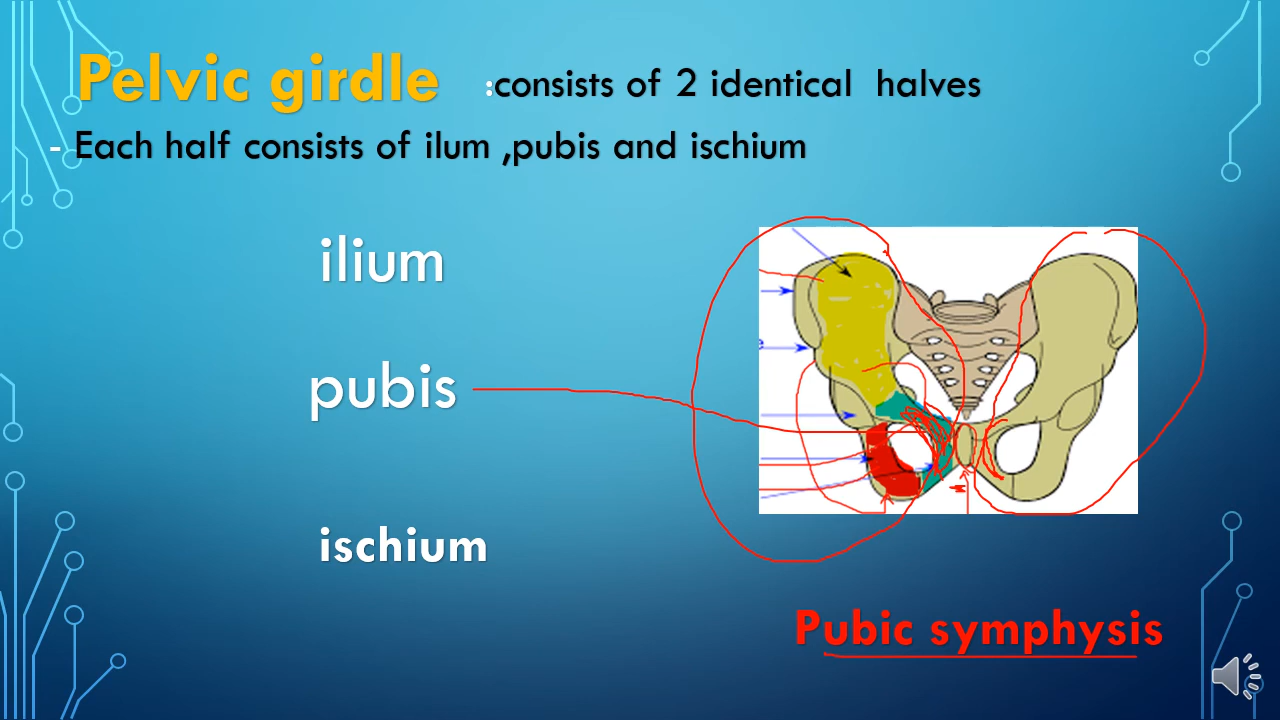 Pelvic girdle :consists of 2 identical halves
- Each half consists of ilum ,pubis and ischium
ilium
pubis
ischium
Pubic symphysis